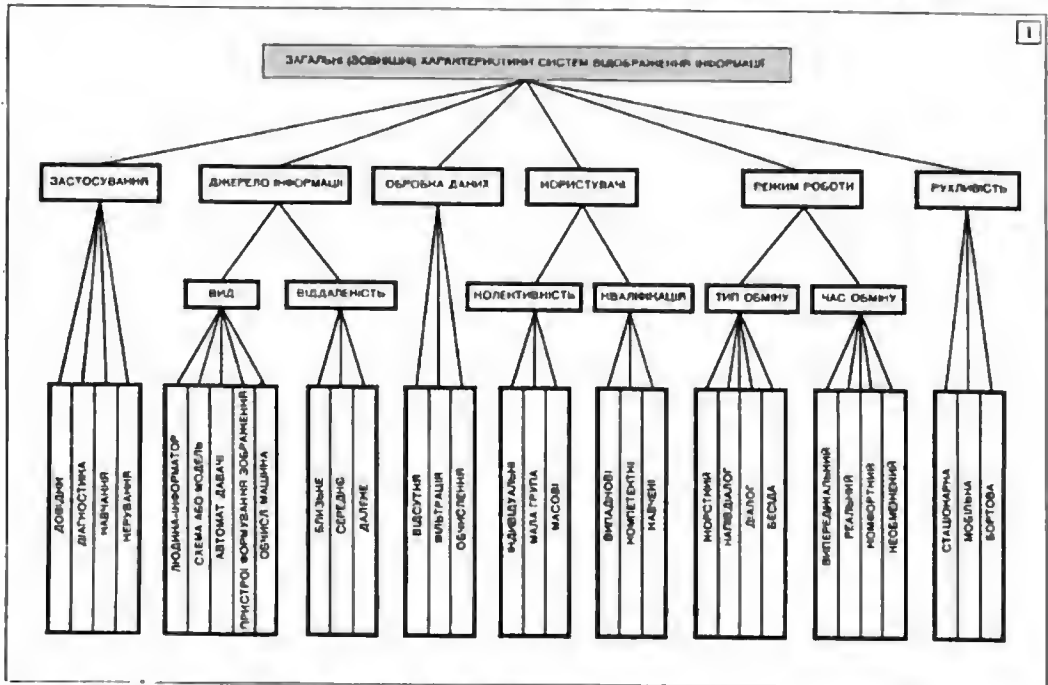 1
ЗАГАЛЬНІ (ЗОВНІШНІ) ХАРАКТЕРИСТИКИ СИСТЕМ ВІДОБРАЖЕННЯ ІНФОРМАЦІЇ
ЗАСТОСУВАННЯ
ДЖЕРЕЛО ІНФОРМАЦІЇ
ОБРОБКА ДАНИХ
КОРИСТУВАЧІ
РЕЖИМ РОБОТИ
РУХЛИВІСТЬ
ВИД
ВІДДАЛЕНІСТЬ
КОЛЕКТИВНІСТЬ
КВАЛІФІКАЦІЯ
ТИП ОБМІНУ
ЧАС ОБМІНУ
ДОВІДКИ
ДІАГНОСТИКА
НАВЧАННЯ
КЕРУВАННЯ
ЛЮДИНА-ІНФОРМАТОР
СХЕМА АБО МОДЕЛЬ
АВТОМАТ ДАВАЧІ
ПРИСТРОЇ ФОРМУВАННЯ ЗОБРАЖЕННЯ
ОБЧИСЛ МАШИНА
БЛИЗЬКЕ
СЕРЕДНЄ
ДАЛЕКЕ
ВІДСУТНЯ
ФІЛЬТРАЦІЯ
ОБЧИСЛЕННЯ
ІНДИВІДУАЛЬНІ
МАЛА ГРУПА
МАСОВІ
ВИПАДКОВІ
КОМПЕТЕНТНІ
НАВЧЕНІ
ЖОРСТКИЙ
НАПІВДІАЛОГ
ДІАЛОГ
БЕСІДА
ВИПЕРЕДЖАЛЬНИЙ
РЕАЛЬНИЙ
КОМФОРТНИЙ
НЕОБМЕЖЕНИЙ
СТАЦІОНАРНА
МОБІЛЬНА
БОРТОВА